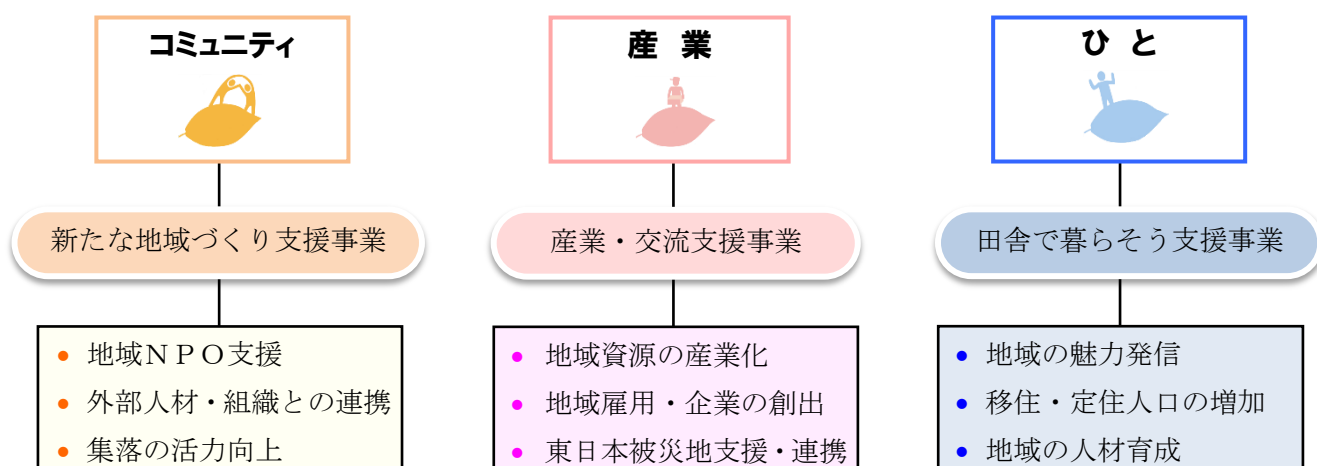 コミュニティ
新たな地域づくり支援事業
● 地域ＮＰＯ支援
● 外部人材・組織との連携
● 集落の活力向上
産 業
産業・交流支援事業
● 地域資源の産業化
● 地域雇用・企業の創出
● 東日本被災地支援・連携
ひ と
田舎で暮らそう支援事業
● 地域の魅力発信
● 移住・定住人口の増加
● 地域の人材育成